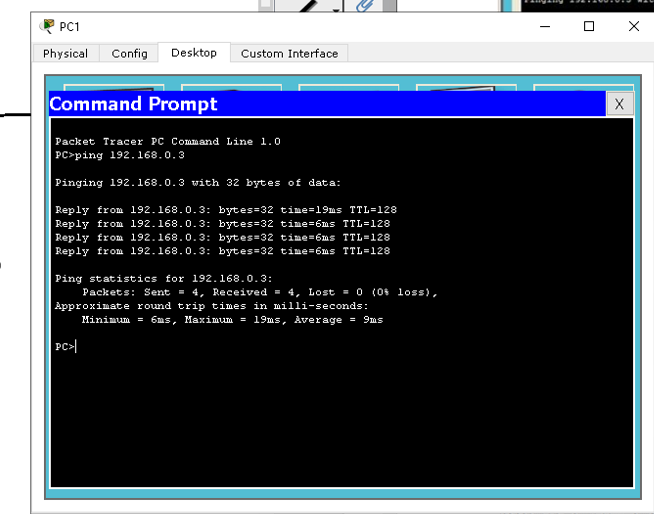 PC1
Physical Config Desktop Custom Interface
Command Prompt
X
Packet Tracer PC Command Line 1.0
PC>ping 192.168.0.3
Pinging 192.168.0.3 with 32 bytes of data:
Reply from 192.168.0.3: bytes=32 time=19ms TTL=128
Reply from 192.168.0.3: bytes=32 time=6ms TTL=128
Reply from 192.168.0.3: bytes=32 time=6ms TTL=128
Reply from 192.168.0.3: bytes=32 time=6ms TTL=128
Ping statistics for 192.168.0.3:
Packets: Sent = 4, Received = 4, Lost = 0 (0% loss),
Approximate round trip times in milli-seconds:
Minimum = 6ms, Maximum = 19ms, Average = 9ms
PC>